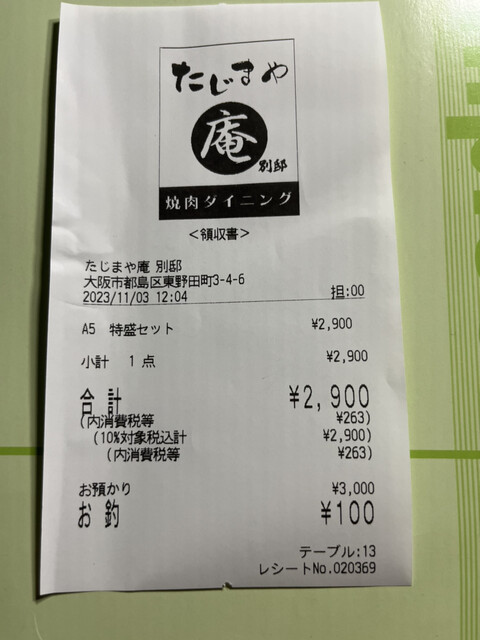 たじまや
庵
別邸
焼肉ダイニング
<領収書>
たじまや庵 別邸
大阪市都島区東野田町3-4-6
2023/11/03 12:04 担:00
A5 特盛セット ¥2,900
小計 1 点 ¥2,900
合 計 ¥2,900
(内消費税等 ¥263)
(10%対象税込計 ¥2,900)
(内消費税等 ¥263)
お預かり ¥3,000
お 釣 ¥100
テーブル:13
レシートNo.020369